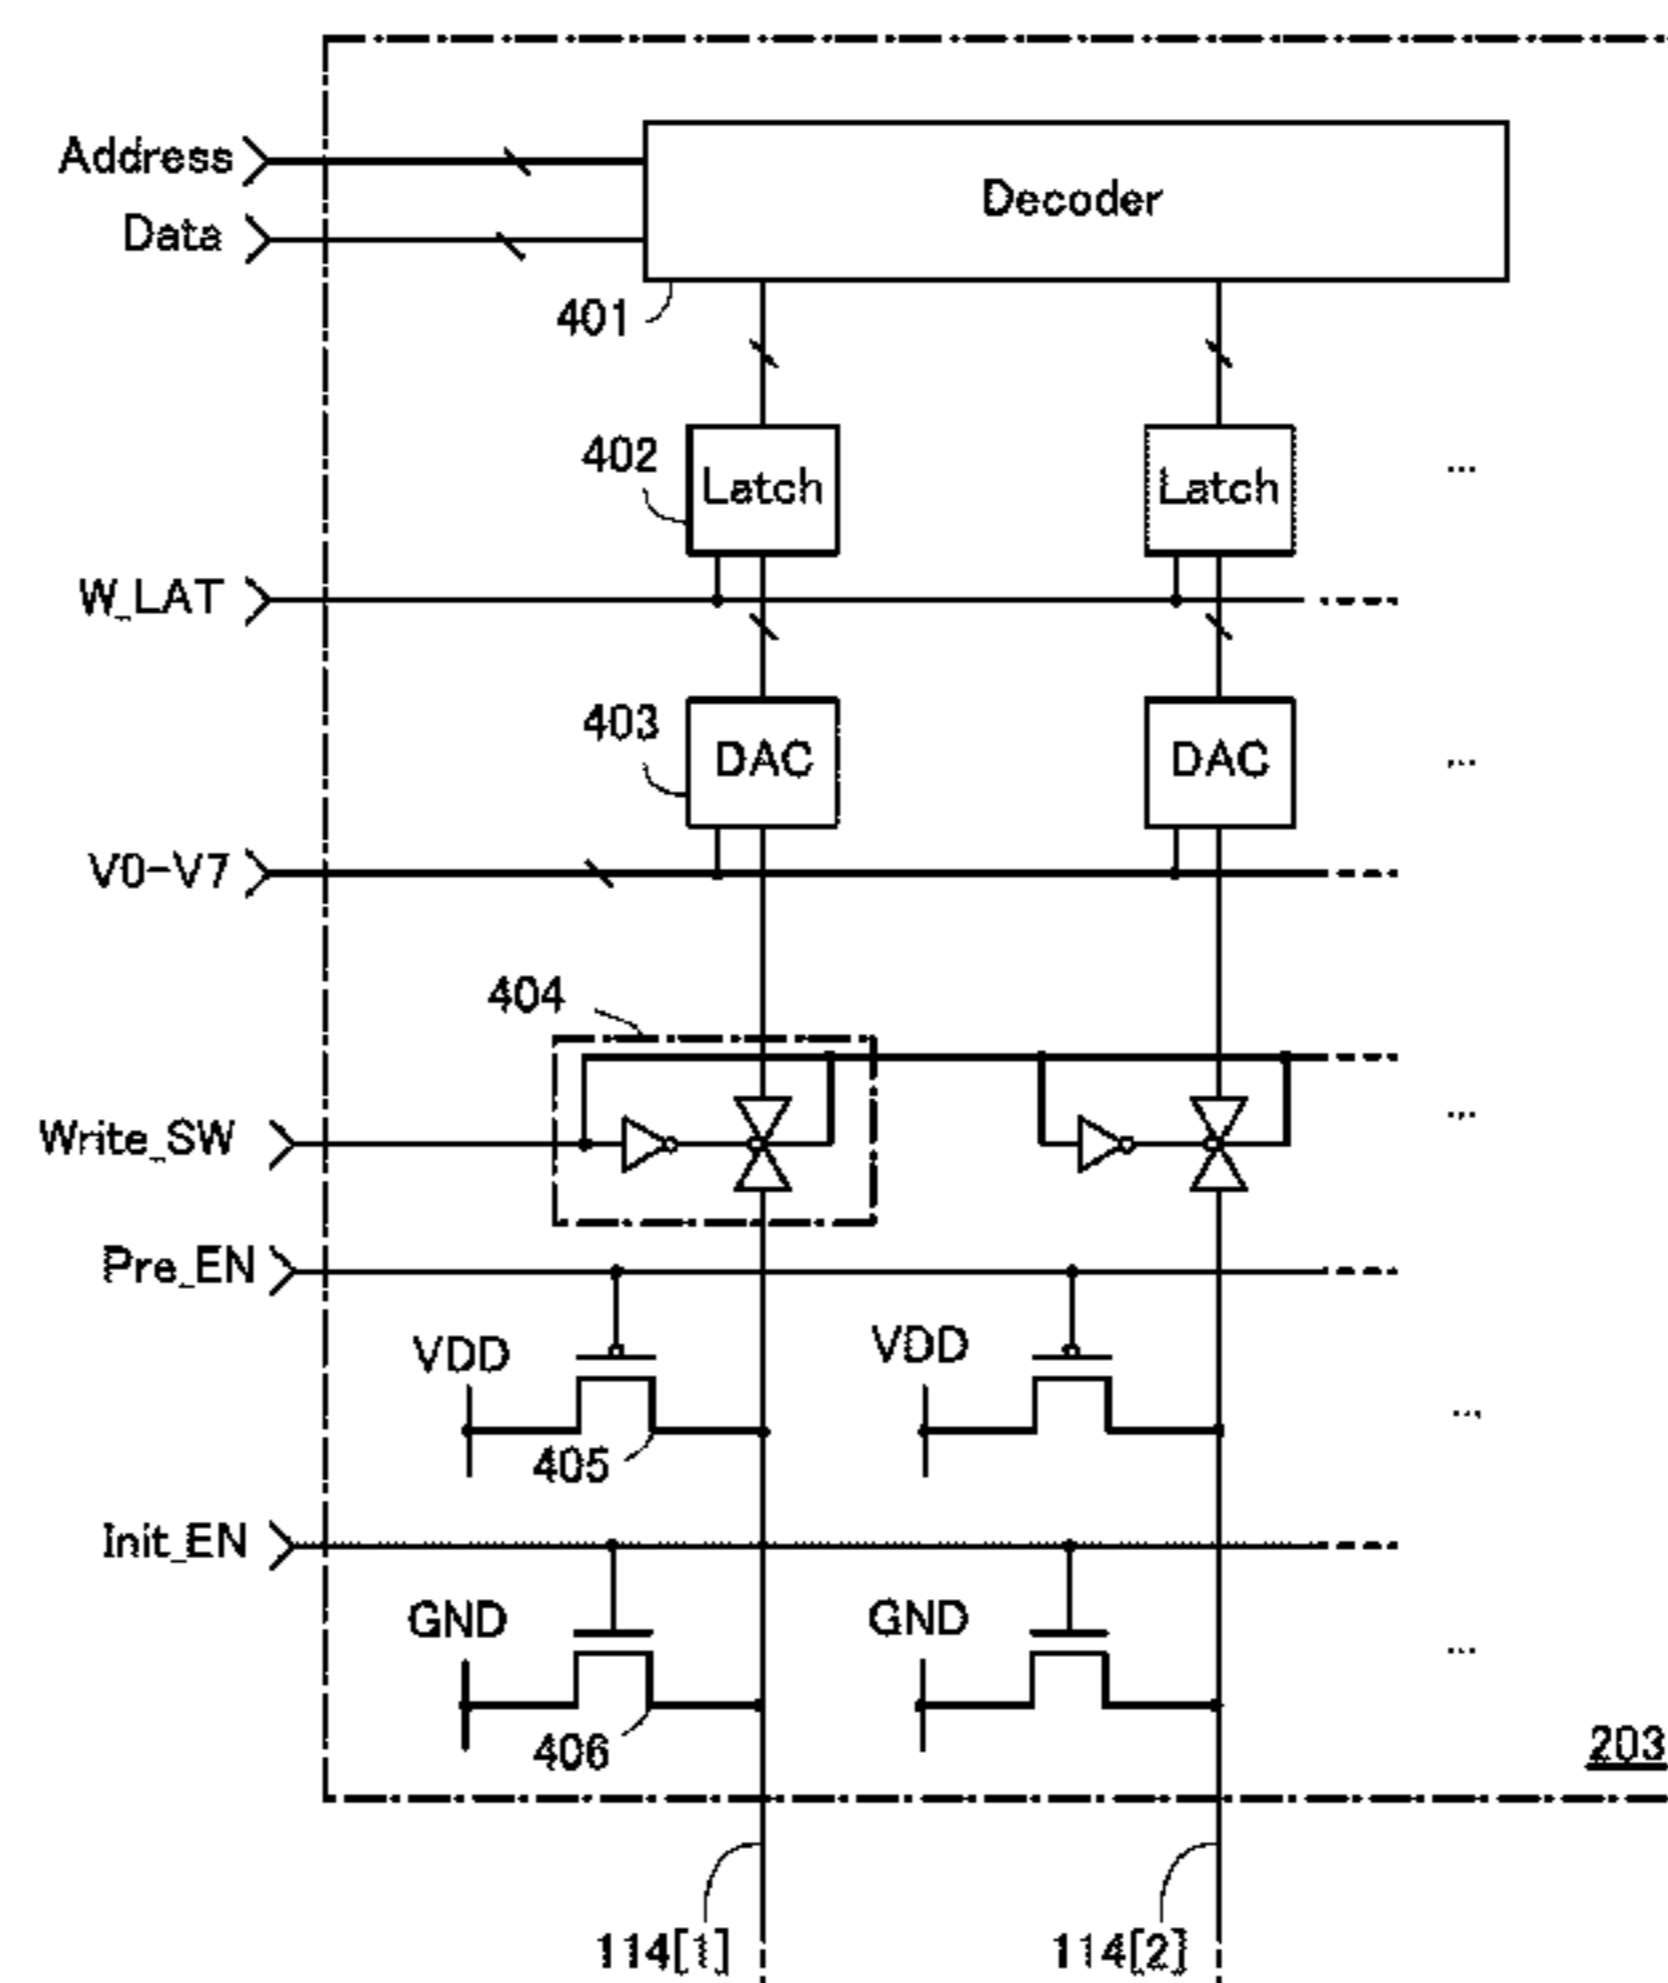 Address
Decoder
Data
401
402
Latch
Latch
...
W_LAT
403
DAC
DAC
...
V0-V7
404
...
Write_SW
Pre_EN
VDD
VDD
...
405
Init_EN
GND
GND
...
406
203
114[1]
114[2]